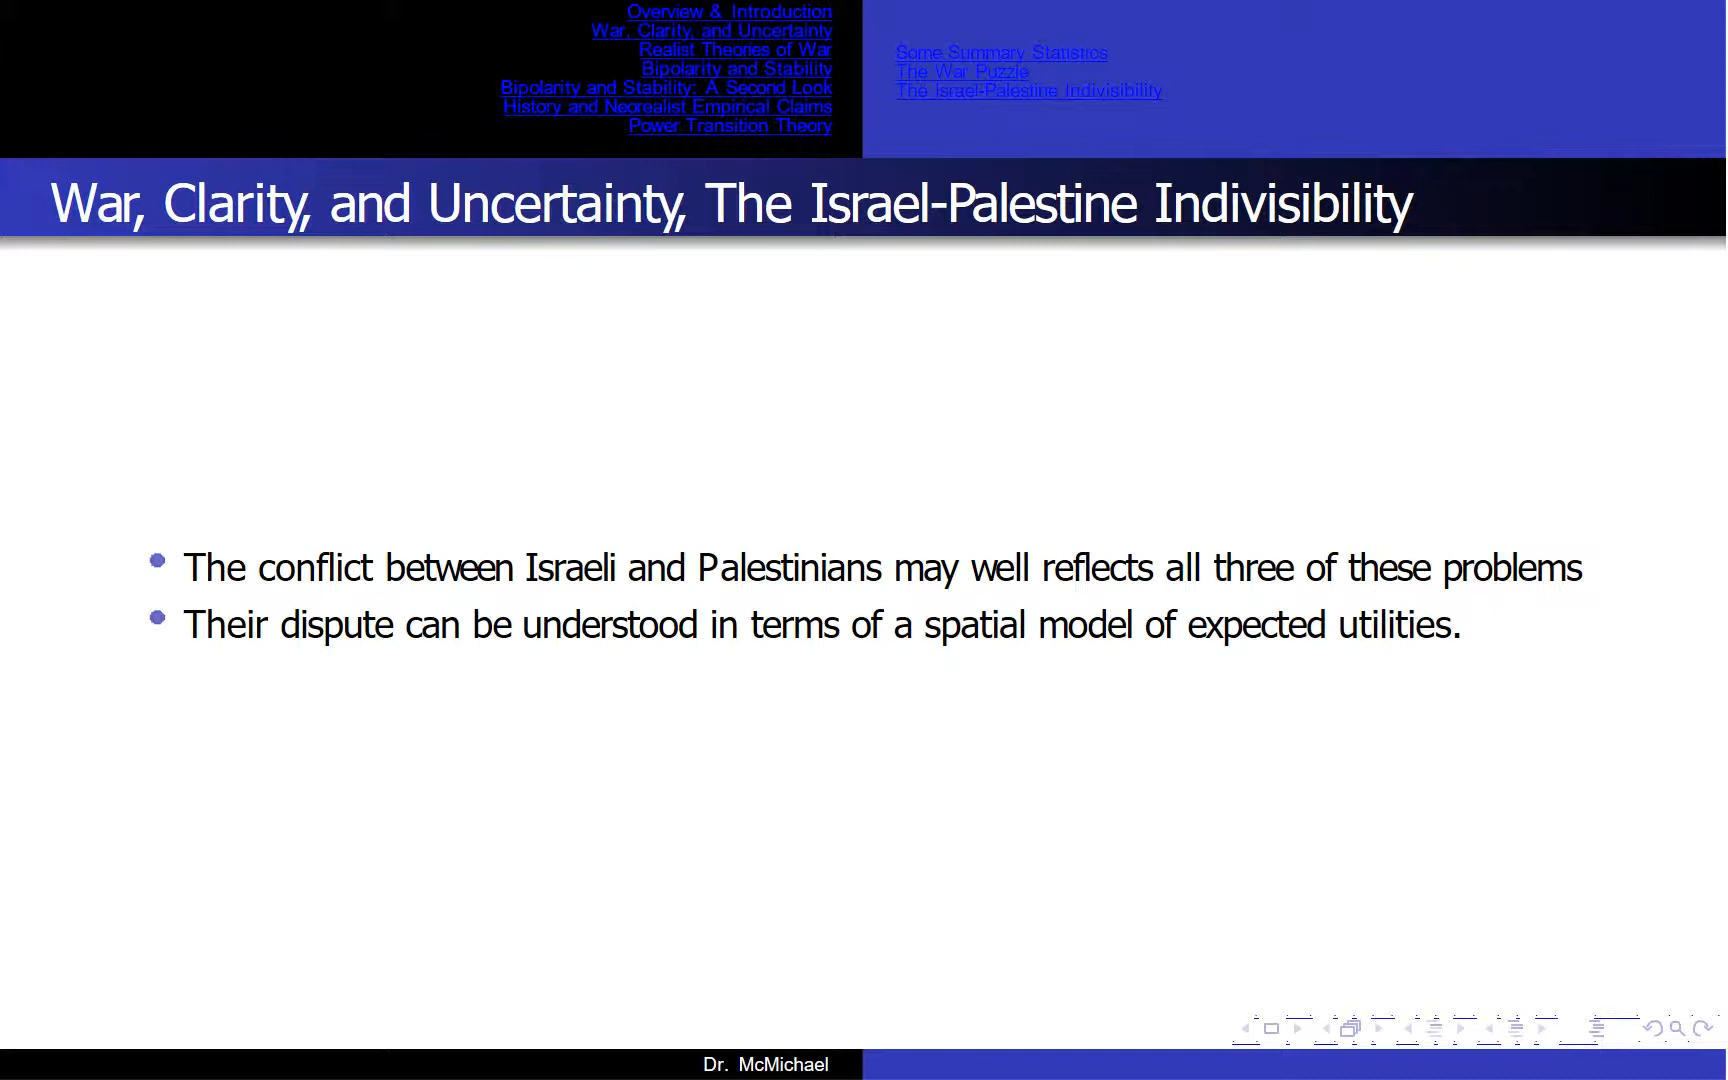 Overview & Introduction
War, Clarity, and Uncertainty
Realist Theories of War
Bipolarity and Stability
Bipolarity and Stability: A Second Look
History and Neorealist Empirical Claims
Power Transition Theory
Some Summary Statistics
The War Puzzle
The Israel-Palestine Indivisibility
War, Clarity, and Uncertainty, The Israel-Palestine Indivisibility
The conflict between Israeli and Palestinians may well reflects all three of these problems
Their dispute can be understood in terms of a spatial model of expected utilities.
Dr. McMichael